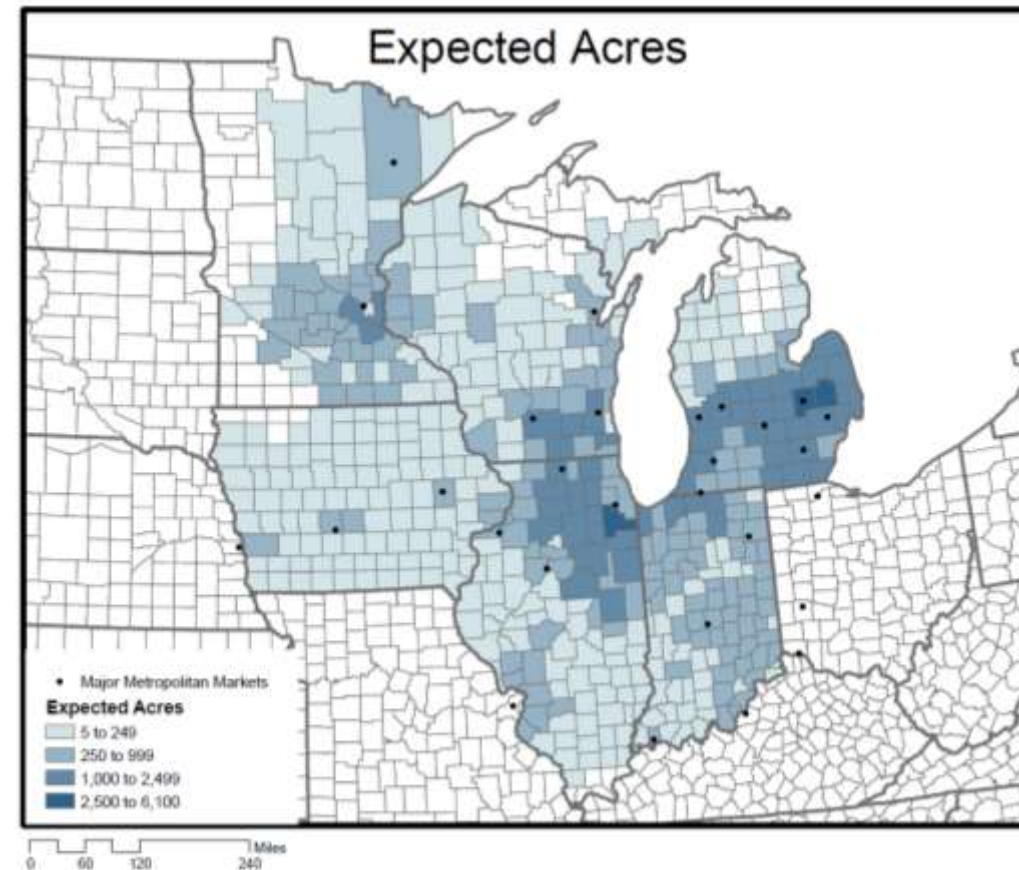 Expected Acres
Major Metropolitan Markets
Expected Acres
5 to 249
250 to 999
1,000 to 2,499
2,500 to 6,100
Miles
0 60 120 240